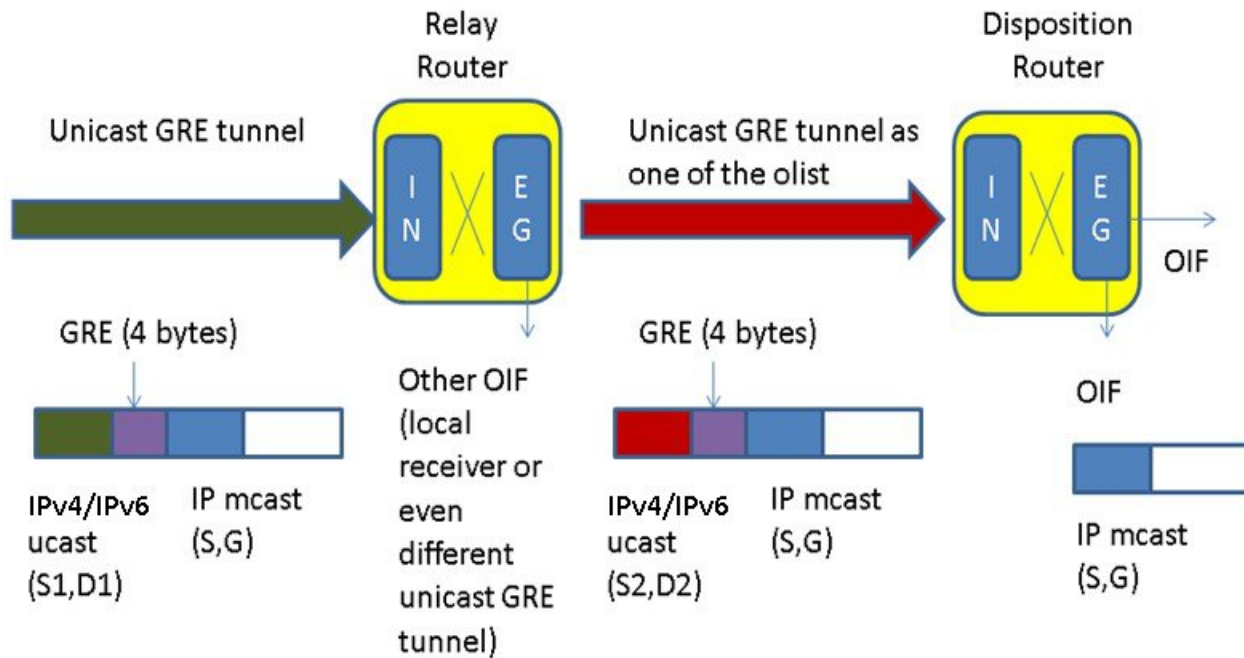 Relay
Router
Disposition
Router
Unicast GRE tunnel
Unicast GRE tunnel as
one of the olist
I
N
E
G
I
N
E
G
OIF
GRE (4 bytes)
GRE (4 bytes)
Other OIF
(local
receiver or
even
different
unicast GRE
tunnel)
OIF
IPv4/IPv6
ucast
(S1,D1)
IP mcast
(S,G)
IPv4/IPv6
ucast
(S2,D2)
IP mcast
(S,G)
IP mcast
(S,G)